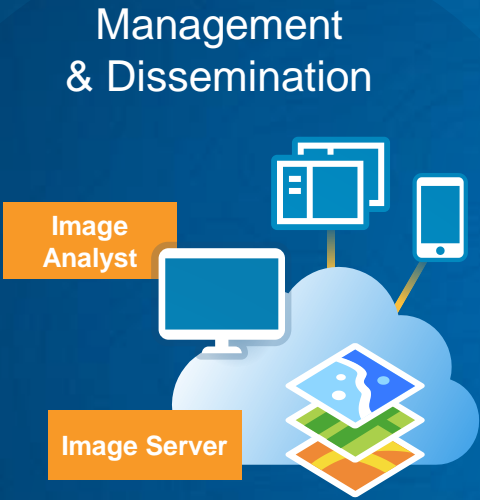 Management
& Dissemination
Image
Analyst
Image Server